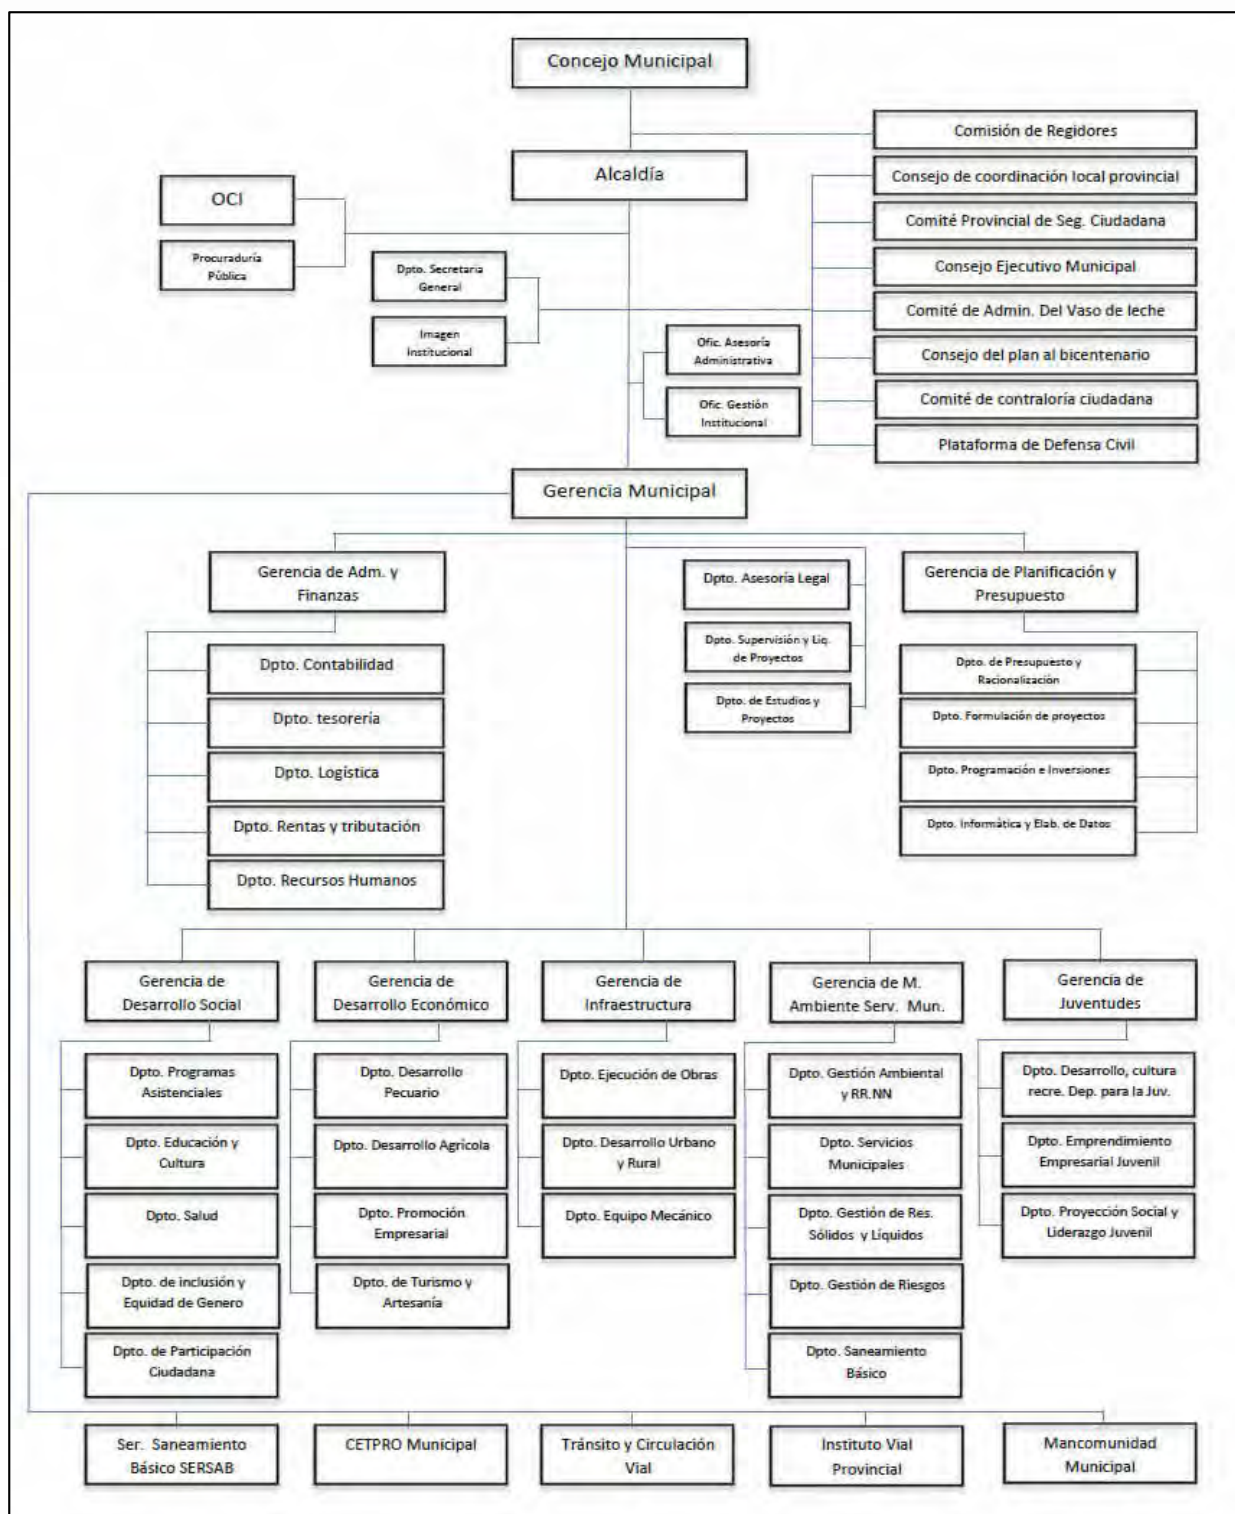 Concejo Municipal
Comisión de Regidores
Alcaldía
Consejo de coordinación local provincial
OCI
Comité Provincial de Seg. Ciudadana
Procuraduría
Pública
Dpto. Secretaria
General
Consejo Ejecutivo Municipal
Comité de Admin. Del Vaso de leche
Imagen
Institucional
Ofic. Asesoría
Administrativa
Consejo del plan al bicentenario
Ofic. Gestión
Institucional
Comité de contraloría ciudadana
Plataforma de Defensa Civil
Gerencia Municipal
Gerencia de Adm. y
Finanzas
Dpto. Asesoría Legal
Gerencia de Planificación y
Presupuesto
Dpto. Contabilidad
Dpto. tesorería
Dpto. Logística
Dpto. Rentas y tributación
Dpto. Recursos Humanos
Dpto. Supervisión y Liq.
de Proyectos
Dpto. de Estudios y
Proyectos
Dpto. de Presupuesto y
Racionalización
Dpto. Formulación de proyectos
Dpto. Programación e Inversiones
Dpto. Informática y Elab. de Datos
Gerencia de
Desarrollo Social
Gerencia de
Desarrollo Económico
Gerencia de
Infraestructura
Gerencia de M.
Ambiente Serv. Mun.
Gerencia de
Juventudes
Dpto. Programas
Asistenciales
Dpto. Educación y
Cultura
Dpto. Salud
Dpto. de inclusión y
Equidad de Genero
Dpto. de Participación
Ciudadana
Dpto. Desarrollo
Pecuario
Dpto. Desarrollo Agrícola
Dpto. Promoción
Empresarial
Dpto. de Turismo y
Artesanía
Dpto. Ejecución de Obras
Dpto. Desarrollo Urbano
y Rural
Dpto. Equipo Mecánico
Dpto. Gestión Ambiental
y RR.NN
Dpto. Servicios
Municipales
Dpto. Gestión de Res.
Sólidos y Líquidos
Dpto. Gestión de Riesgos
Dpto. Saneamiento
Básico
Dpto. Desarrollo, cultura
recre. Dep. para la Juv.
Dpto. Emprendimiento
Empresarial Juvenil
Dpto. Proyección Social y
Liderazgo Juvenil
Ser. Saneamiento
Básico SERSAB
CETPRO Municipal
Tránsito y Circulación
Vial
Instituto Vial
Provincial
Mancomunidad
Municipal